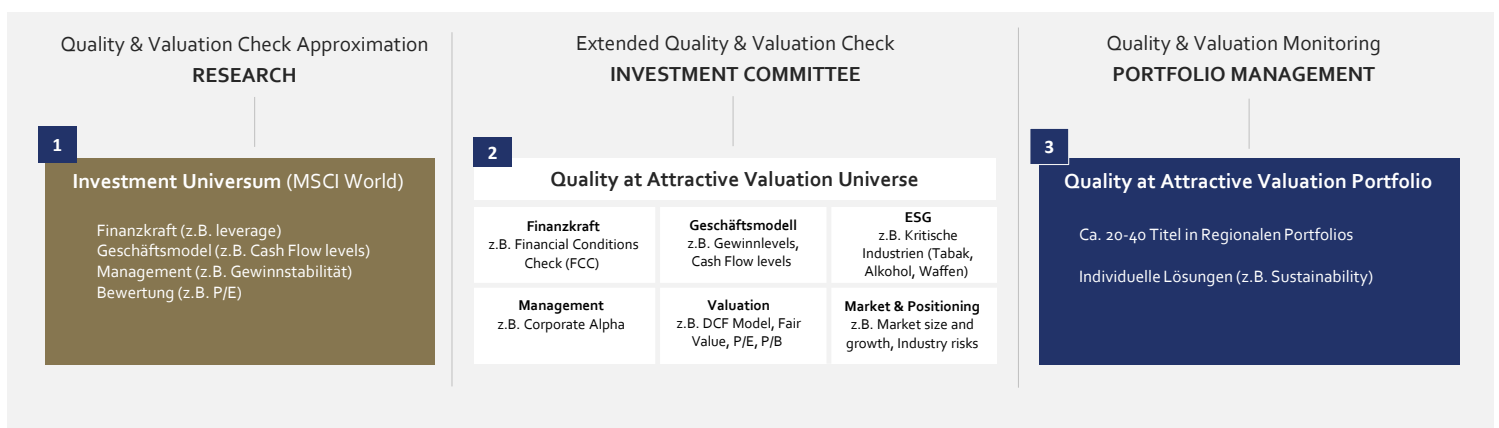 Quality & Valuation Check Approximation
RESEARCH
1
Investment Universum (MSCI World)
Finanzkraft (z.B. leverage)
Geschäftsmodel (z.B. Cash Flow levels)
Management (z.B. Gewinnstabilität)
Bewertung (z.B. P/E)
Extended Quality & Valuation Check
INVESTMENT COMMITTEE
2
Quality at Attractive Valuation Universe
Finanzkraft
z.B. Financial Conditions
Check (FCC)
Geschäftsmodell
z.B. Gewinnlevels,
Cash Flow levels
ESG
z.B. Kritische
Industrien (Tabak,
Alkohol, Waffen)
Management
z.B. Corporate Alpha
Valuation
z.B. DCF Model, Fair
Value, P/E, P/B
Market & Positioning
z.B. Market size and
growth, Industry risks
Quality & Valuation Monitoring
PORTFOLIO MANAGEMENT
3
Quality at Attractive Valuation Portfolio
Ca. 20-40 Titel in Regionalen Portfolios
Individuelle Lösungen (z.B. Sustainability)